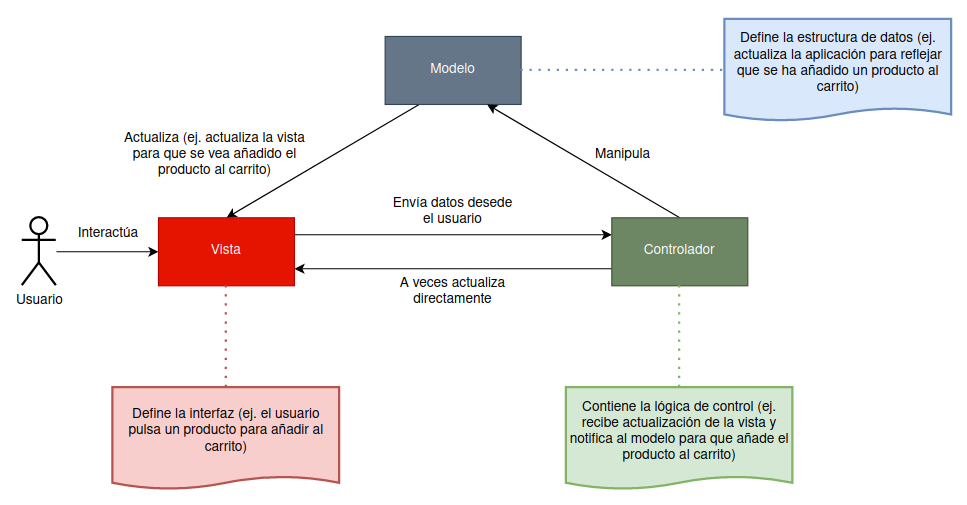 Define la estructura de datos (ej.
actualiza la aplicación para reflejar
que se ha añadido un producto al
carrito)
Modelo
Actualiza (ej. actualiza la vista
para que se vea añadido el
producto al carrito)
Manipula
Envía datos desede
el usuario
Interactúa
Vista
Controlador
Usuario
A veces actualiza
directamente
Define la interfaz (ej. el usuario
pulsa un producto para añadir al
carrito)
Contiene la lógica de control (ej.
recibe actualización de la vista y
notifica al modelo para que añade el
producto al carrito)